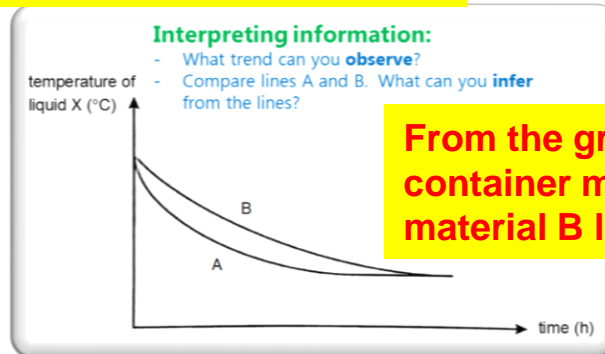 Interpreting information:
- What trend can you observe?
- Compare lines A and B. What can you infer
from the lines?
temperature of
liquid X (°C)
From the
container
material B
B
A
time (h)